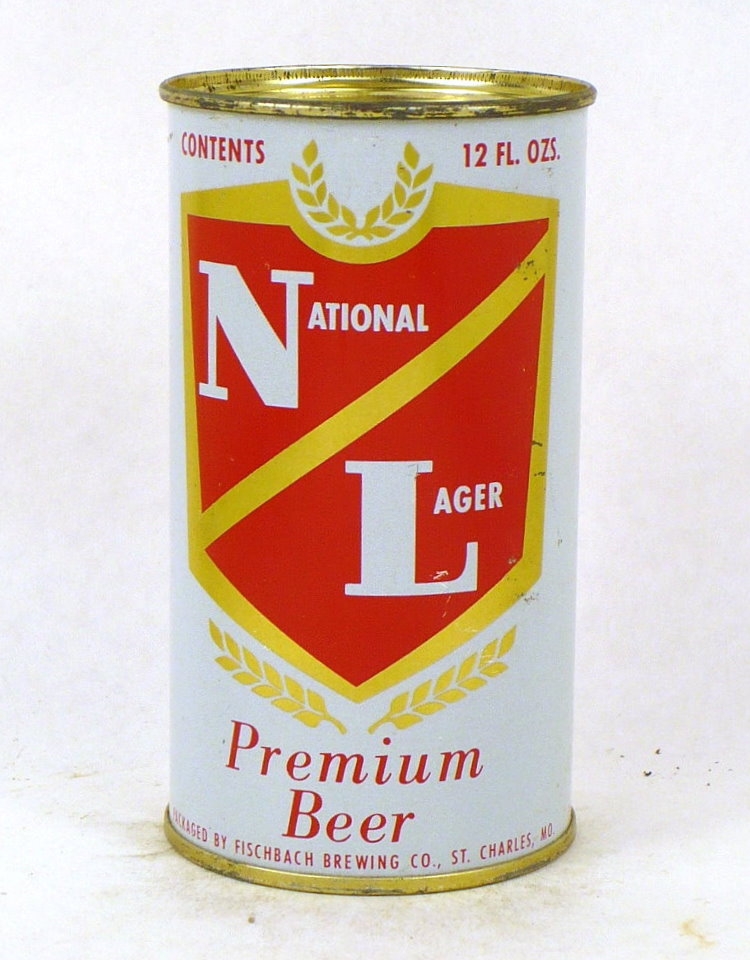 CONTENTS 12 FL. OZS.
NATIONAL
LAGER
Premium
Beer
PACKAGED BY FISCHBACH BREWING CO., ST. CHARLES, MO.